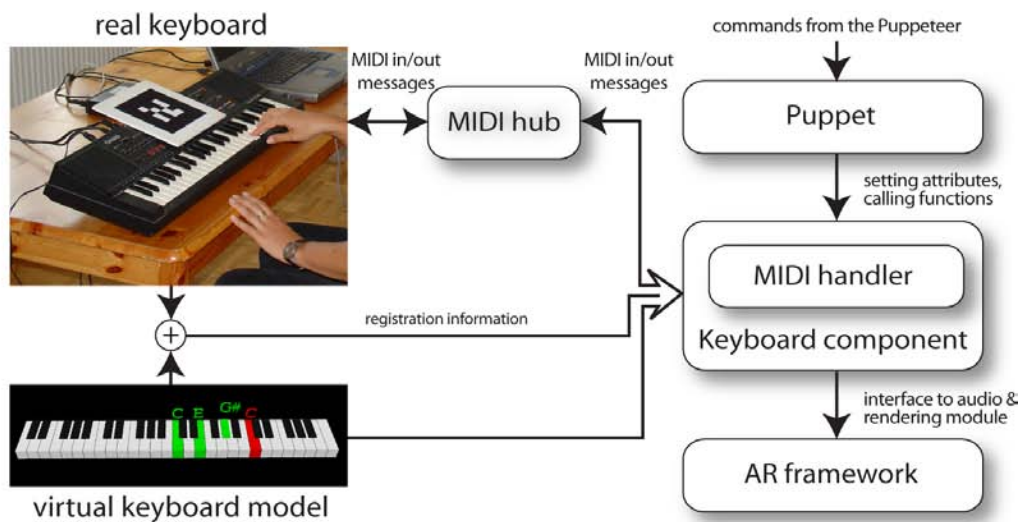 real keyboard
commands from the Puppeteer
MIDI in/out
messages
MIDI in/out
messages
MIDI hub
Puppet
setting attributes,
calling functions
MIDI handler
Keyboard component
registration information
+
C E G# C
interface to audio &
rendering module
AR framework
virtual keyboard model